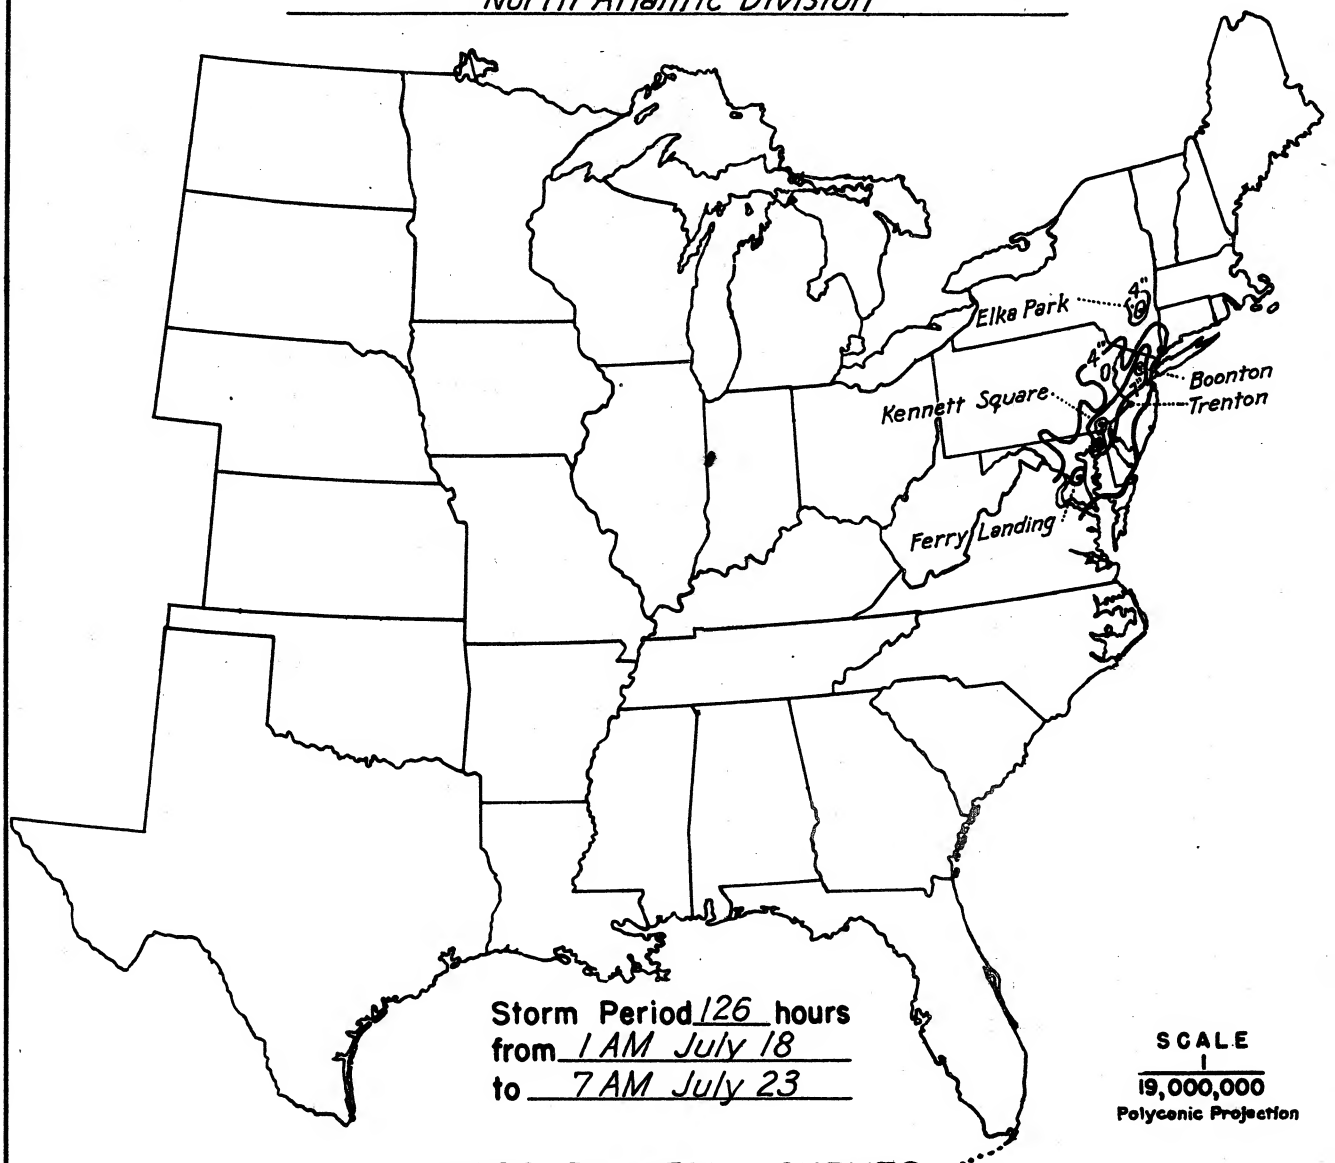 North Atlantic Division
4"
Elka Park
4"
Boonton
Kennett Square
Trenton
Ferry Landing
Storm Period 126 hours
from 1 AM July 18
to 7 AM July 23
SCALE
1
19,000,000
Polyconic Projection